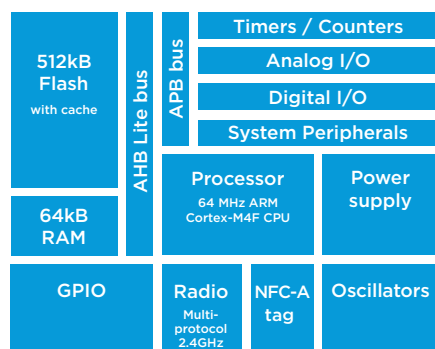 512kB
Flash
with cache
64kB
RAM
AHB Lite bus
APB bus
Timers / Counters
Analog I/O
Digital I/O
System Peripherals
Processor
64 MHz ARM
Cortex-M4F CPU
Power
supply
GPIO
Radio
Multi-
protocol
2.4GHz
NFC-A
tag
Oscillators